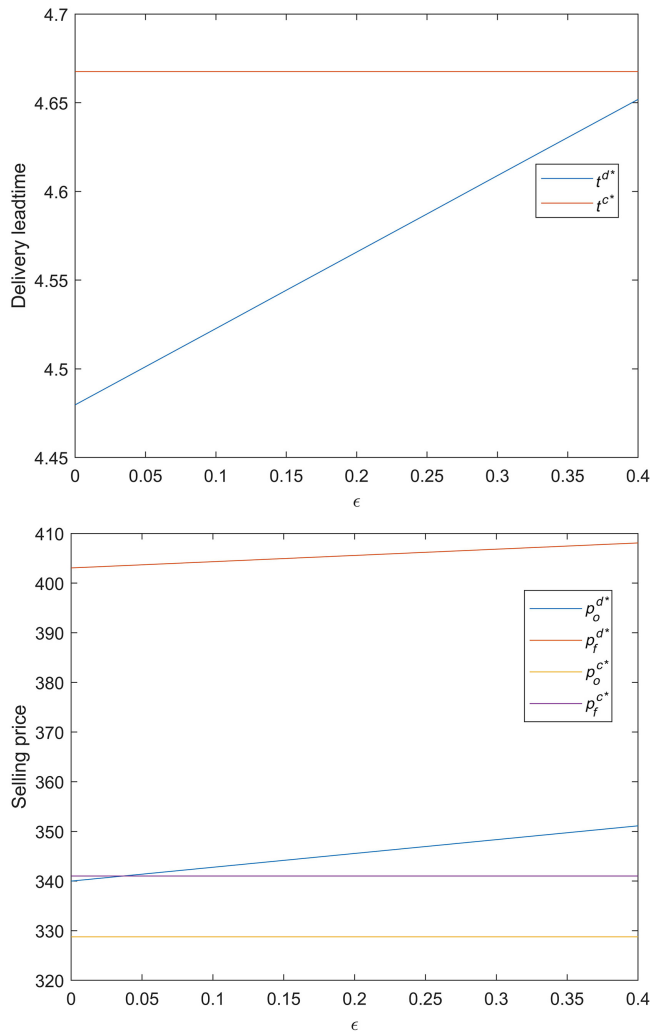 4.7
4.65
4.6
4.55
4.5
4.45
Delivery leadtime
t^{d*}
t^{c*}
0 0.05 0.1 0.15 0.2 0.25 0.3 0.35 0.4
ϵ
410
400
390
380
370
360
350
340
330
320
Selling price
p_o^{d*}
p_f^{d*}
p_o^{c*}
p_f^{c*}
0 0.05 0.1 0.15 0.2 0.25 0.3 0.35 0.4
ϵ